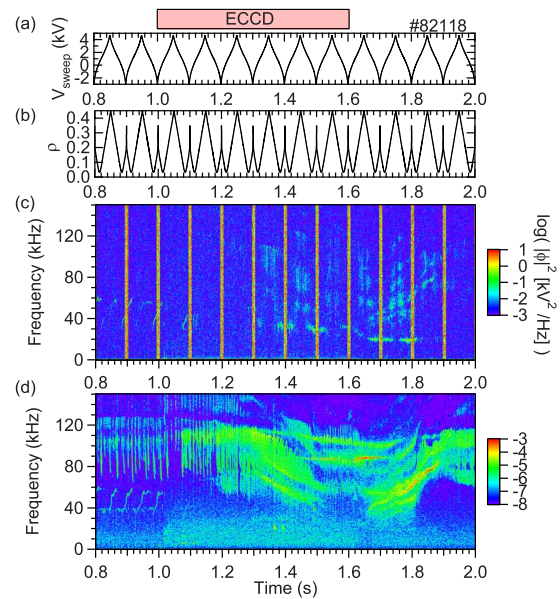 ECCD
#82118
(a)
V_sweep (kV)
4
2
0
-2
0.8 1.0 1.2 1.4 1.6 1.8 2.0
(b)
ρ
0.4
0.3
0.2
0.1
0.0
0.8 1.0 1.2 1.4 1.6 1.8 2.0
(c)
Frequency (kHz)
120
80
40
0
0.8 1.0 1.2 1.4 1.6 1.8 2.0
1
0
-1
-2
-3
log( |ϕ|² [kV²/Hz] )
(d)
Frequency (kHz)
120
80
40
0
0.8 1.0 1.2 1.4 1.6 1.8 2.0
Time (s)
-3
-4
-5
-6
-7
-8